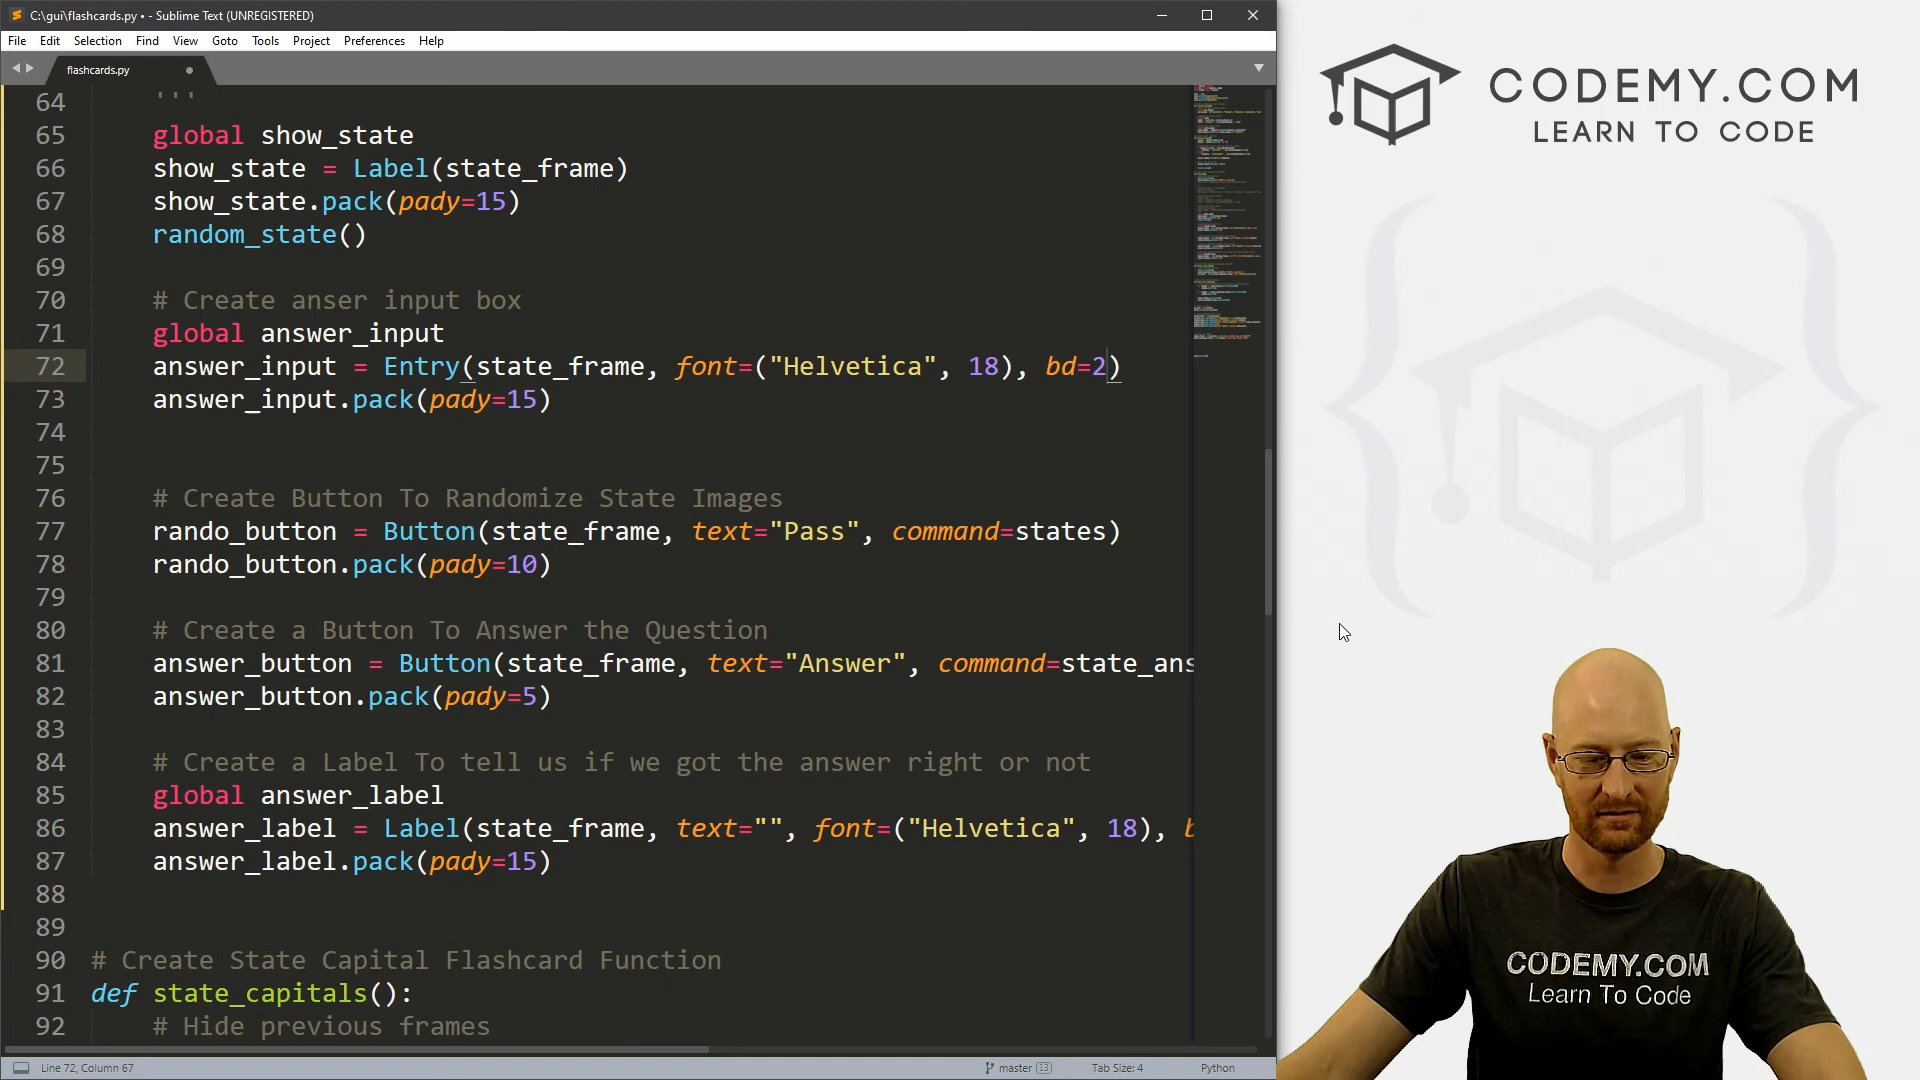 C:\gui\flashcards.py • - Sublime Text (UNREGISTERED)
File Edit Selection Find View Goto Tools Project Preferences Help
flashcards.py
64 '''
65 global show_state
66 show_state = Label(state_frame)
67 show_state.pack(pady=15)
68 random_state()
69
70 # Create anser input box
71 global answer_input
72 answer_input = Entry(state_frame, font=("Helvetica", 18), bd=2)
73 answer_input.pack(pady=15)
74
75
76 # Create Button To Randomize State Images
77 rando_button = Button(state_frame, text="Pass", command=states)
78 rando_button.pack(pady=10)
79
80 # Create a Button To Answer the Question
81 answer_button = Button(state_frame, text="Answer", command=state_ans
82 answer_button.pack(pady=5)
83
84 # Create a Label To tell us if we got the answer right or not
85 global answer_label
86 answer_label = Label(state_frame, text="", font=("Helvetica", 18), b
87 answer_label.pack(pady=15)
88
89
90 # Create State Capital Flashcard Function
91 def state_capitals():
92 # Hide previous frames
Line 72, Column 67
master 13
Tab Size: 4
Python
CODEMY.COM
LEARN TO CODE
CODEMY.COM
Learn To Code